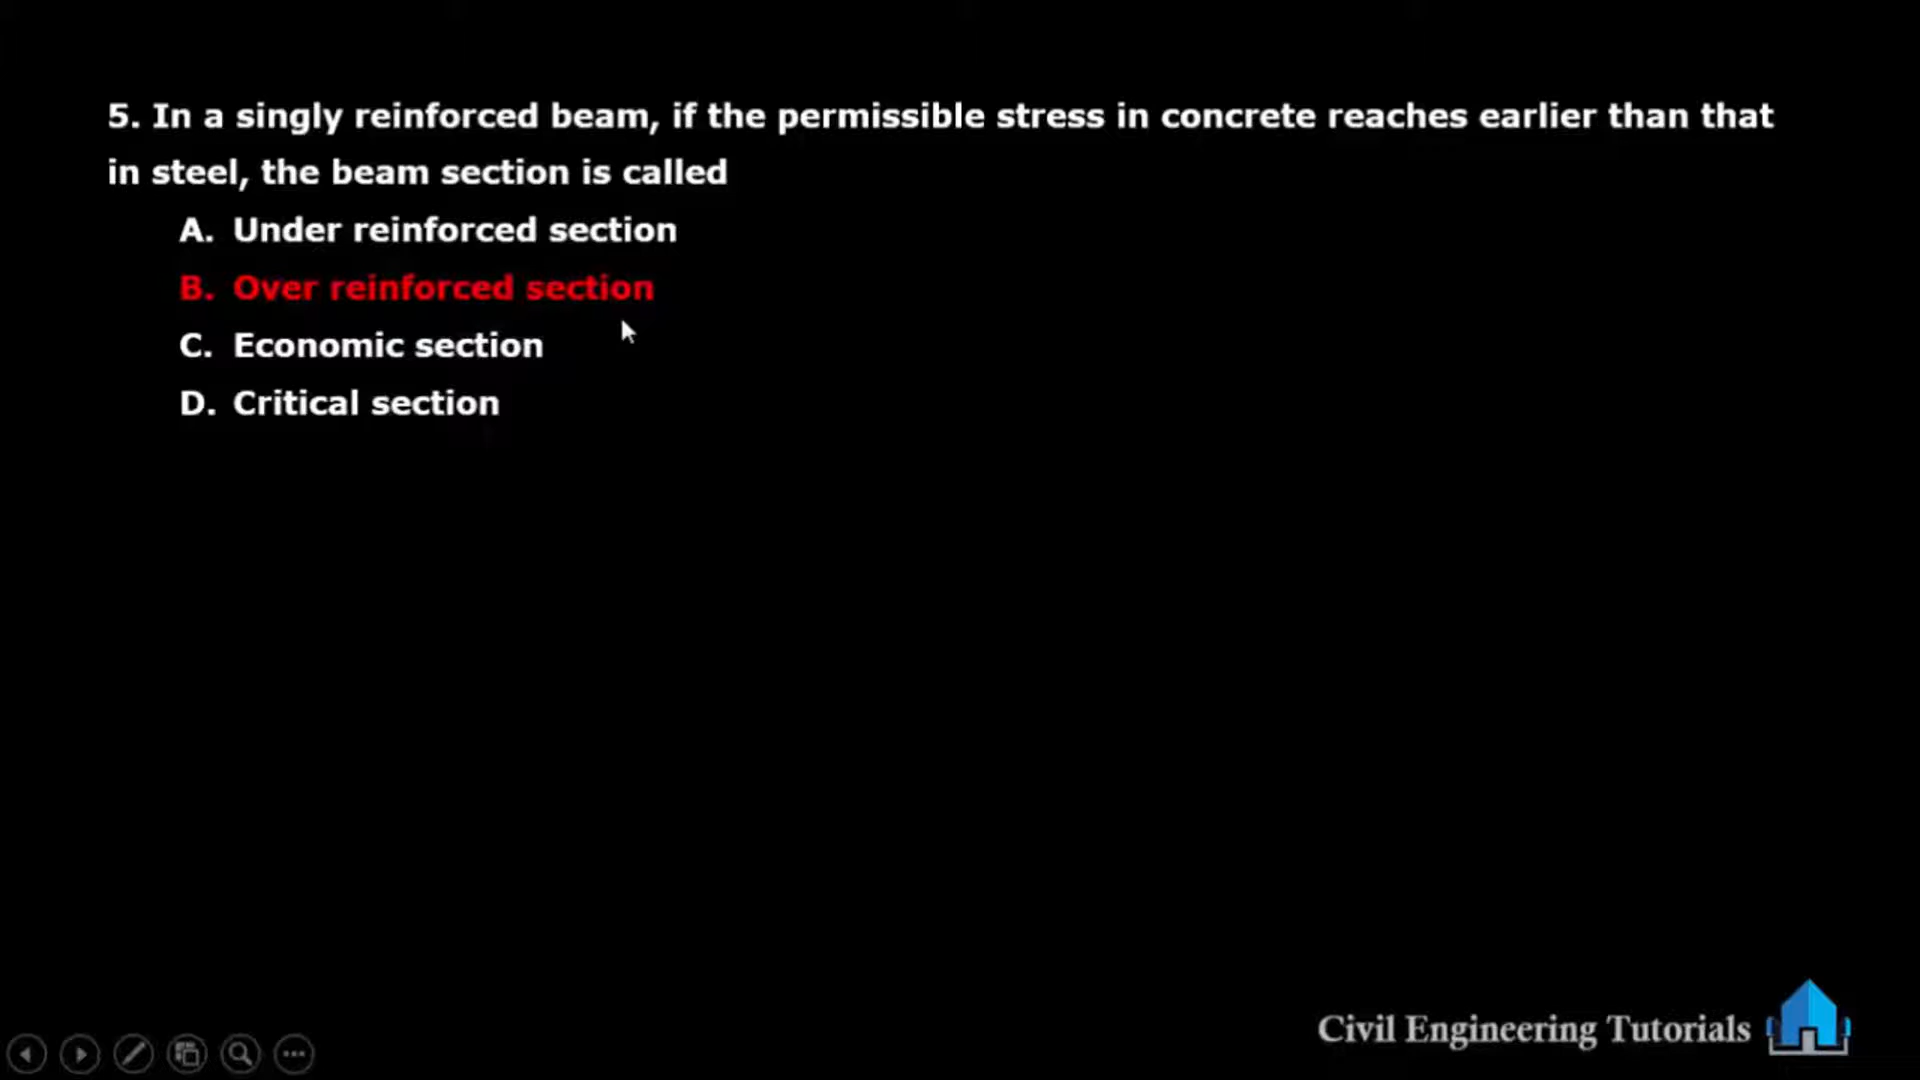 5. In a singly reinforced beam, if the permissible stress in concrete reaches earlier than that
in steel, the beam section is called
A. Under reinforced section
B. Over reinforced section
C. Economic section
D. Critical section
Civil Engineering Tutorials